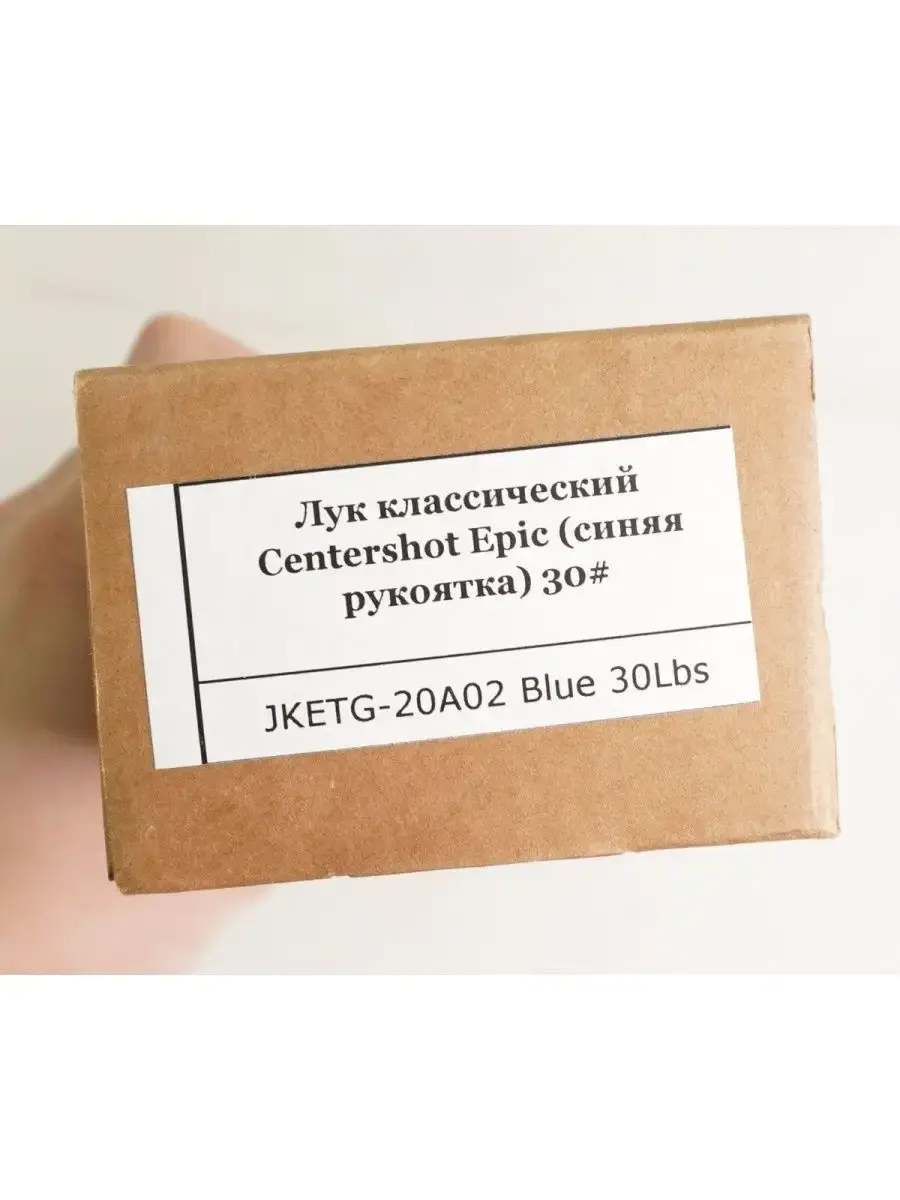 Лук классический
Centershot Epic (синяя
рукоятка) 30#
JKETG-20A02 Blue 30Lbs